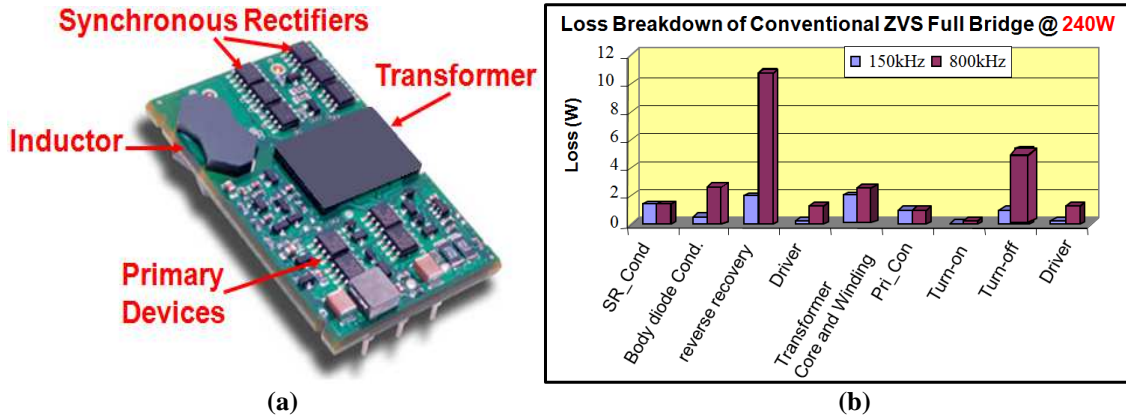 Synchronous Rectifiers
Transformer
Inductor
Primary
Devices
(a)
Loss Breakdown of Conventional ZVS Full Bridge @ 240W
150kHz 800kHz
Loss (W)
12
10
8
6
4
2
0
SR_Cond
Body diode Cond.
reverse recovery
Driver
Transformer
Core and Winding
Pri_Con
Turn-on
Turn-off
Driver
(b)